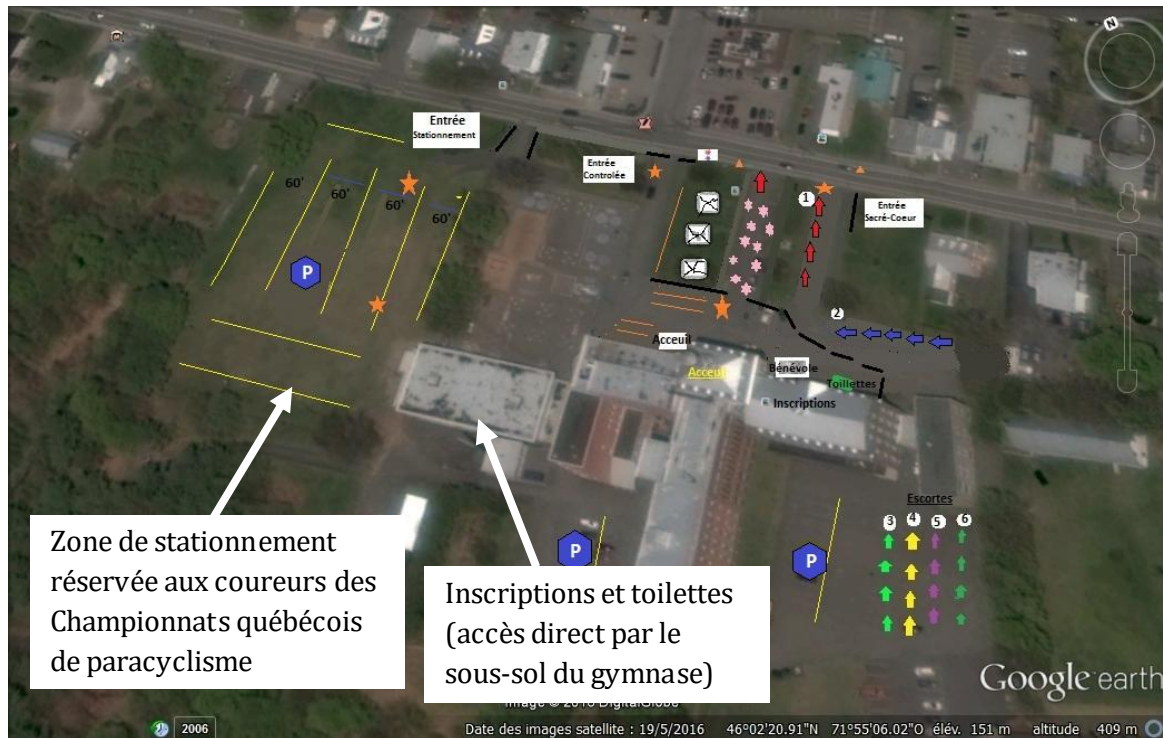 N
Entrée
Stationnement
Entrée
Controlée
Entrée
Sacré-Coeur
60'
60'
60'
60'
P
1
2
Acceuil
Acceuil
Bénévole
Toillettes
Inscriptions
Escortes
3
4
5
6
P
P
Zone de stationnement
réservée aux coureurs des
Championnats québécois
de paracyclisme
Inscriptions et toilettes
(accès direct par le
sous-sol du gymnase)
Google earth
Image © 2016 DigitalGlobe
2006
Date des images satellite : 19/5/2016 46°02'20.91"N 71°55'06.02"O élév. 151 m altitude 409 m